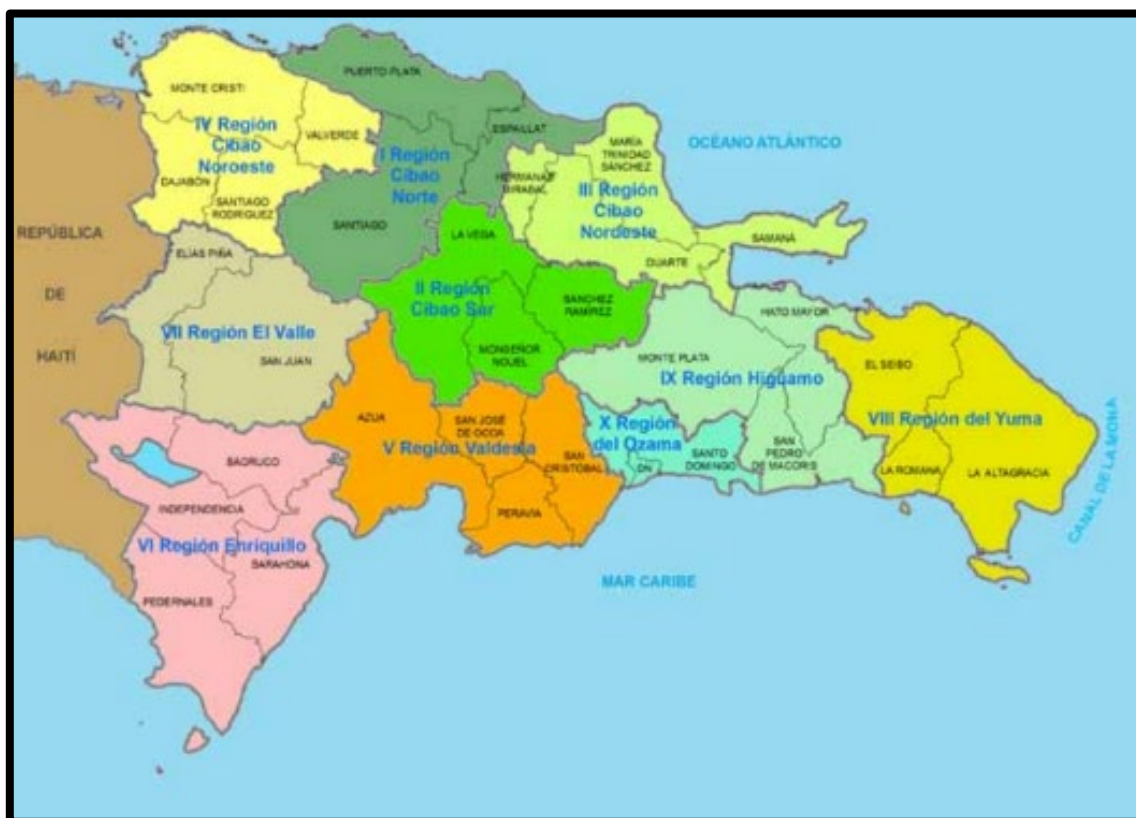 PUERTO PLATA
MONTE CRISTI
IV Región
Cibao
Noroeste
VALVERDE
DAJABÓN
SANTIAGO
RODRIGUEZ
I Región
Cibao
Norte
ESPAILLAT
SANTIAGO
MARÍA
TRINIDAD
SÁNCHEZ
HERMANAS
MIRABAL
III Región
Cibao
Nordeste
DUARTE
SAMANÁ
OCÉANO ATLÁNTICO
REPÚBLICA
DE
HAITÍ
ELÍAS PIÑA
VII Región El Valle
SAN JUAN
LA VEGA
II Región
Cibao Sur
SÁNCHEZ
RAMÍREZ
MONSEÑOR
NOUEL
HATO MAYOR
MONTE PLATA
IX Región Higuamo
SAN
PEDRO
DE MACORIS
EL SEIBO
VIII Región del Yuma
LA ROMANA
LA ALTAGRACIA
CANAL DE LA MONA
AZUA
SAN JOSÉ
DE OCOA
V Región Valdesia
SAN
CRISTÓBAL
PERAVIA
X Región
del Ozama
DN
SANTO
DOMINGO
BAORUCO
INDEPENDENCIA
VI Región Enriquillo
BARAHONA
PEDERNALES
MAR CARIBE